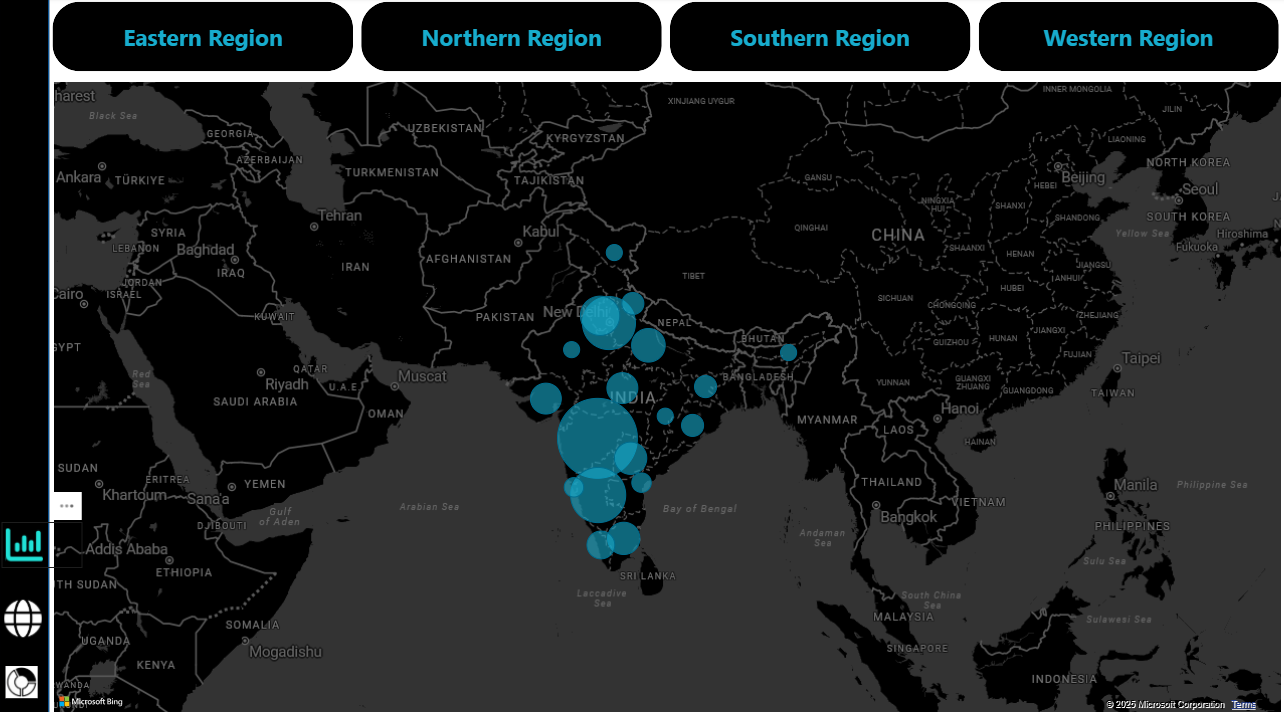 Eastern Region
Northern Region
Southern Region
Western Region
harest
Black Sea
GEORGIA
AZERBAIJAN
Ankara
TÜRKIYE
UZBEKISTAN
KYRGYZSTAN
TURKMENISTAN
TAJIKISTAN
XINJIANG UYGUR
INNER MONGOLIA
JILIN
LIAONING
NORTH KOREA
Beijing
HEBEI
Seoul
SOUTH KOREA
Yellow Sea
Hiroshima
Fukuoka
GANSU
NINGXIA
HUI
SHANXI
SHANDONG
QINGHAI
CHINA
SHAANXI
HENAN
JIANGSU
ANHUI
HUBEI
TIBET
SICHUAN
CHONGQING
ZHEJIANG
JIANGXI
HUNAN
GUIZHOU
FUJIAN
YUNNAN
GUANGXI
ZHUANG
GUANGDONG
Taipei
TAIWAN
Hanoi
HAINAN
Tehran
Kabul
SYRIA
LEBANON
Baghdad
IRAQ
IRAN
AFGHANISTAN
JORDAN
ISRAEL
Cairo
KUWAIT
PAKISTAN
New Delhi
NEPAL
BHUTAN
BANGLADESH
INDIA
GYPT
Red
Sea
QATAR
Riyadh
U.A.E.
Muscat
SAUDI ARABIA
OMAN
MYANMAR
LAOS
SUDAN
Khartoum
ERITREA
Sana'a
YEMEN
Gulf
of Aden
DJIBOUTI
Arabian Sea
Bay of Bengal
Andaman
Sea
THAILAND
Bangkok
VIETNAM
Manila
PHILIPPINES
Philippine Sea
Addis Ababa
ETHIOPIA
TH SUDAN
SRI LANKA
Laccadive
Sea
South China
Sea
Sulu Sea
Sulawesi Sea
MALAYSIA
SINGAPORE
INDONESIA
SOMALIA
Mogadishu
UGANDA
KENYA
WANDA
Microsoft Bing
© 2025 Microsoft Corporation Terms